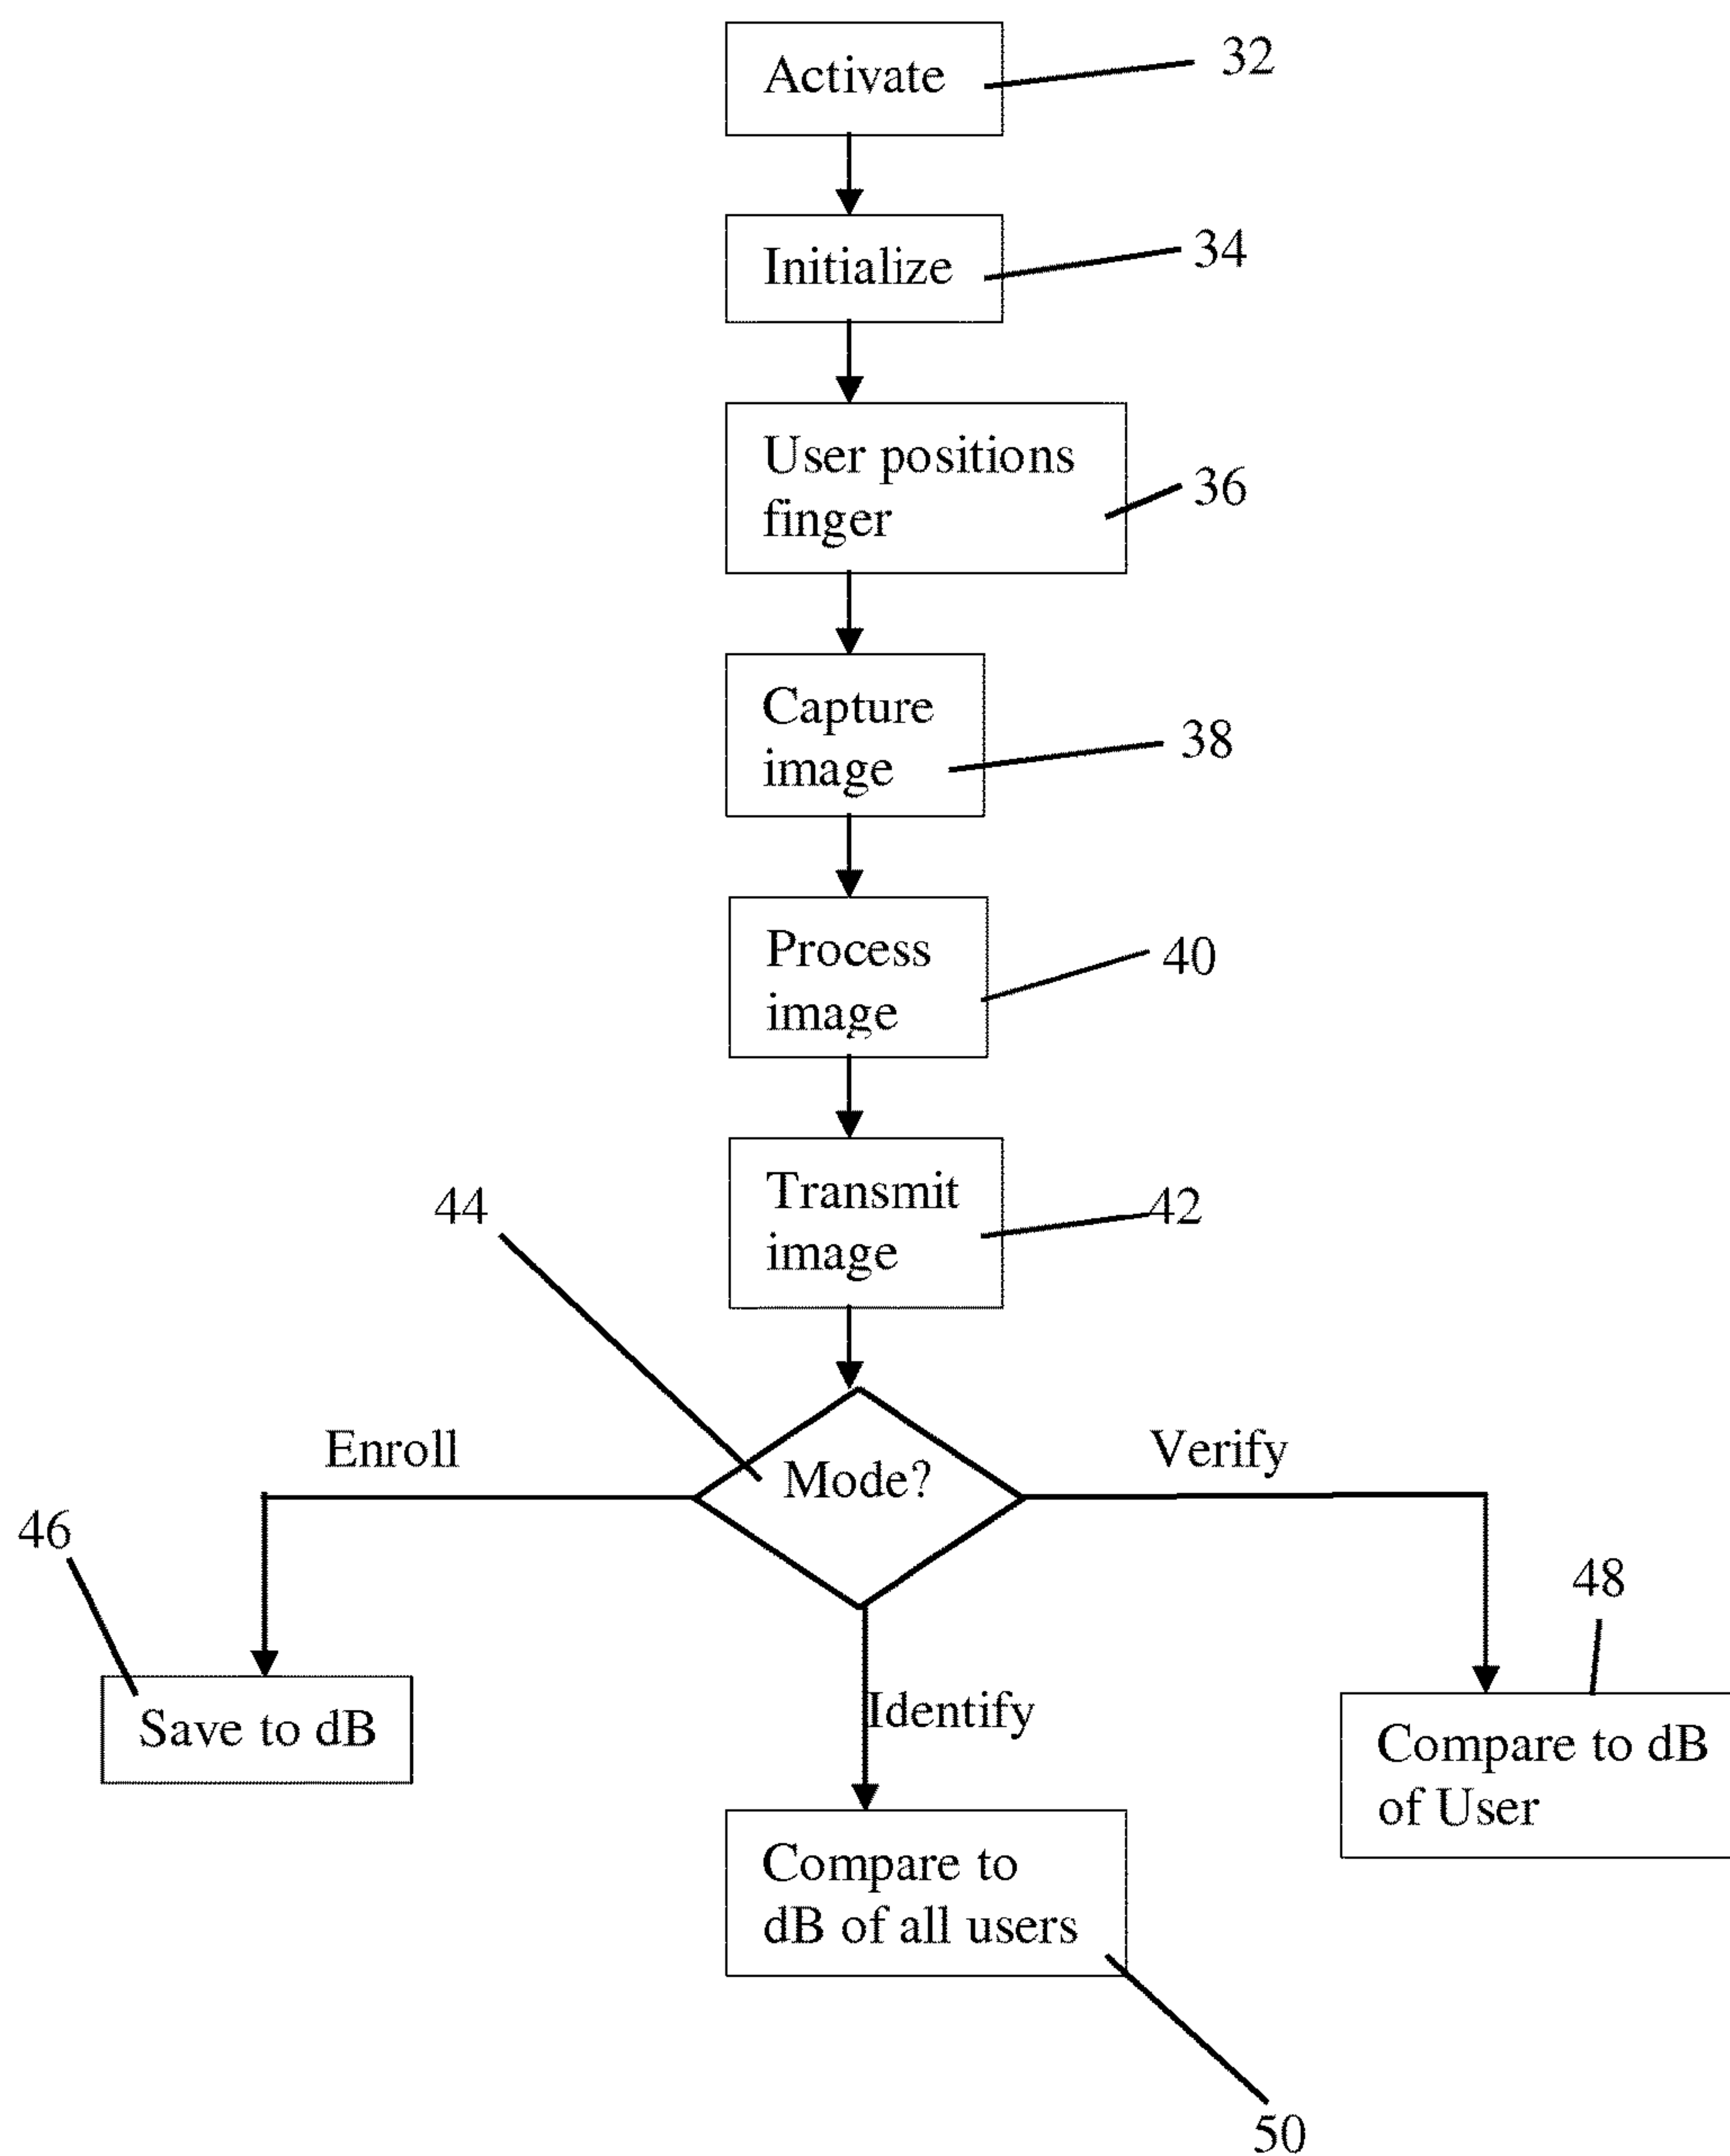 Activate
32
Initialize
34
User positions
finger
36
Capture
image
38
Process
image
40
Transmit
image
42
44
Enroll
Mode?
Verify
46
48
Save to dB
Identify
Compare to dB
of User
Compare to
dB of all users
50